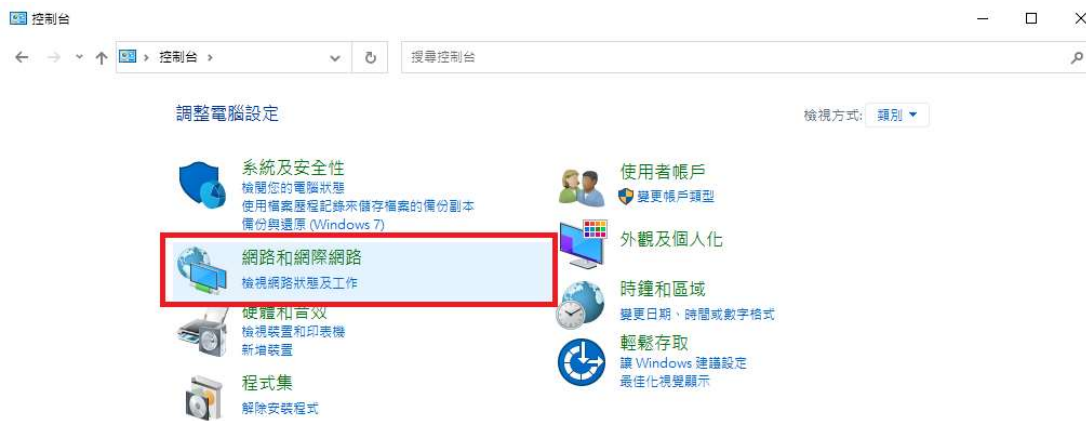 控制台
控制台
搜尋控制台
調整電腦設定
檢視方式: 類別
系統及安全性
檢閱您的電腦狀態
使用檔案歷程記錄來儲存檔案的備份副本
備份與還原 (Windows 7)
網路和網際網路
檢視網路狀態及工作
硬體和音效
檢視裝置和印表機
新增裝置
程式集
解除安裝程式
使用者帳戶
變更帳戶類型
外觀及個人化
時鐘和區域
變更日期、時間或數字格式
輕鬆存取
讓 Windows 建議設定
最佳化視覺顯示